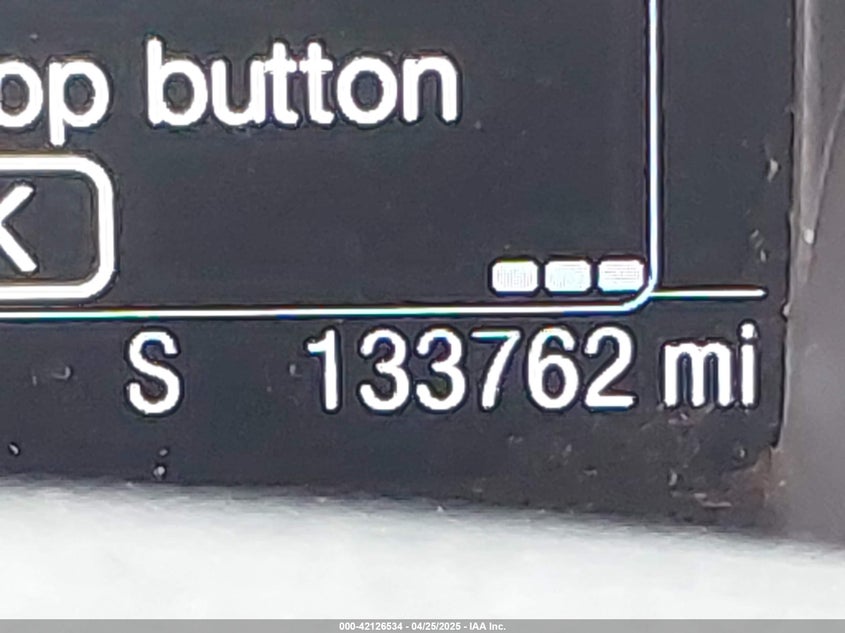 op button
K
S 133762 mi
000-42126534 - 04/25/2025 - IAA Inc.